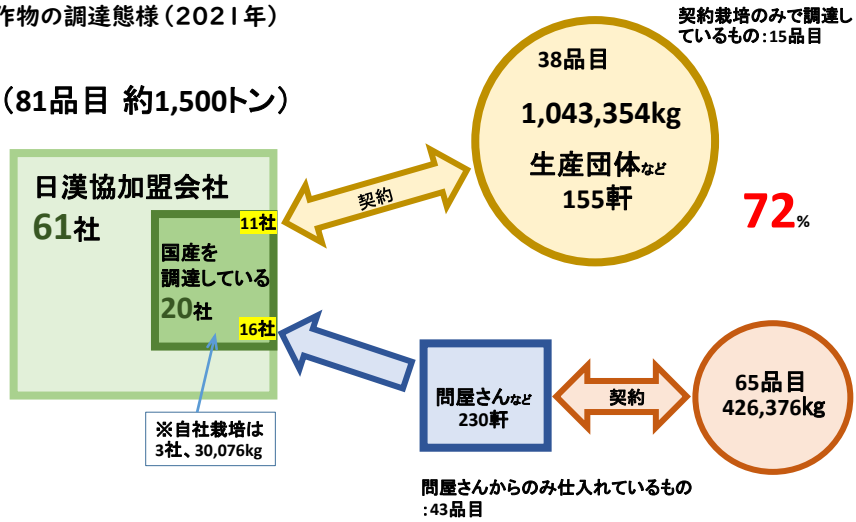 作物の調達態様(2021年)
(81品目 約1,500トン)
日漢協加盟会社
61社
11社
国産を
調達している
20社
16社
※自社栽培は
3社、30,076kg
契約
38品目
1,043,354kg
生産団体など
155軒
契約栽培のみで調達し
ているもの:15品目
72%
問屋さんなど
230軒
契約
65品目
426,376kg
問屋さんからのみ仕入れているもの
:43品目